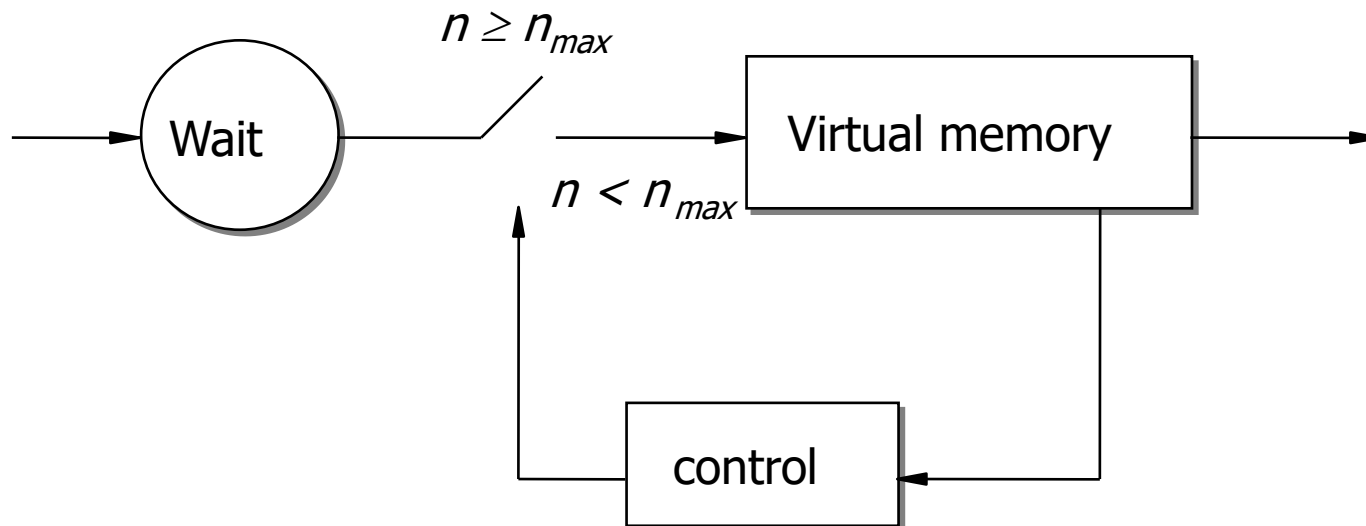 n ≥ n_max
Wait
Virtual memory
n < n_max
control